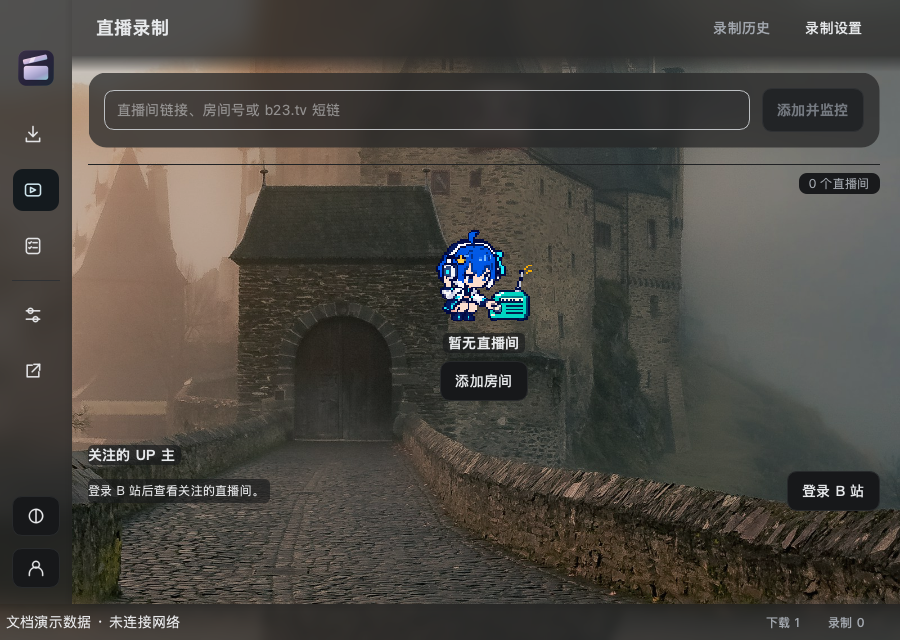 直播录制
录制历史
录制设置
直播间链接、房间号或 b23.tv 短链
添加并监控
0 个直播间
暂无直播间
添加房间
关注的 UP 主
登录 B 站后查看关注的直播间。
登录 B 站
文档演示数据 · 未连接网络
下载 1
录制 0